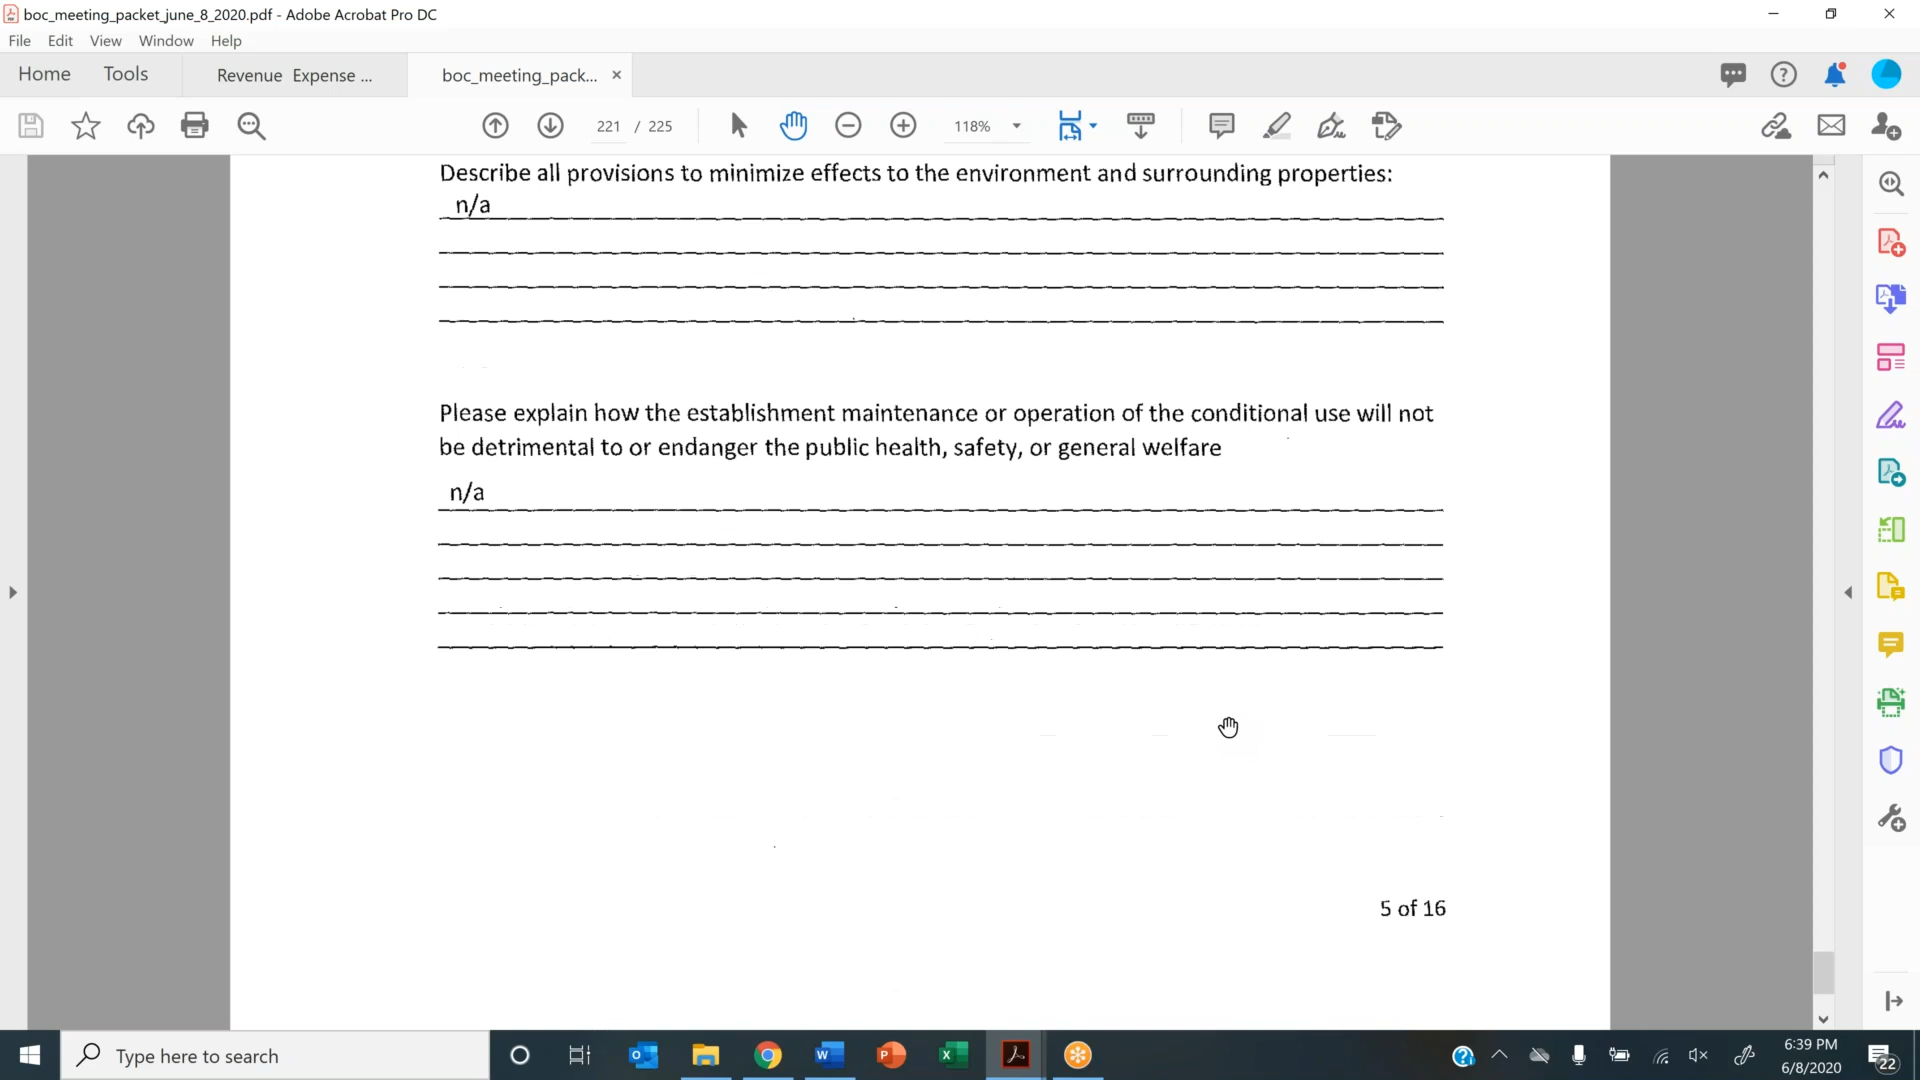 boc_meeting_packet_june_8_2020.pdf - Adobe Acrobat Pro DC
File Edit View Window Help
Home Tools Revenue Expense ... boc_meeting_pack... ×
221 / 225 118%
Describe all provisions to minimize effects to the environment and surrounding properties:
n/a
Please explain how the establishment maintenance or operation of the conditional use will not
be detrimental to or endanger the public health, safety, or general welfare
n/a
5 of 16
Type here to search
6:39 PM
6/8/2020
22